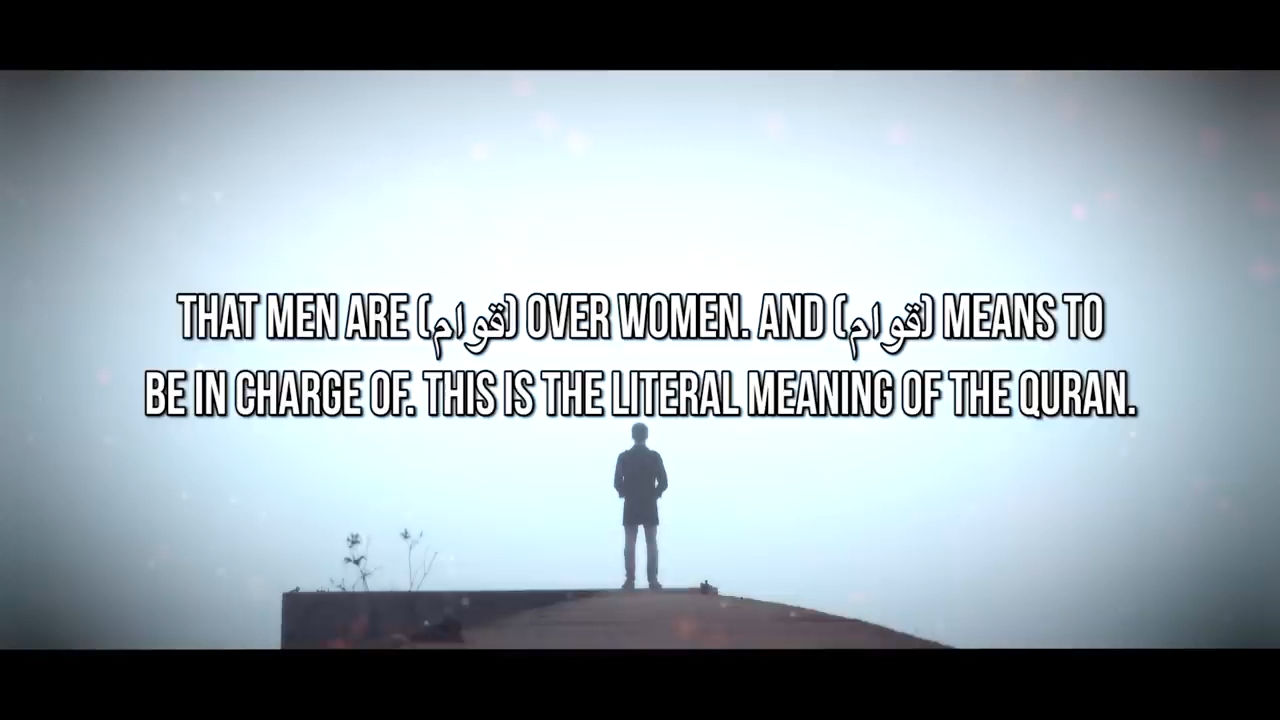 THAT MEN ARE (قوام) OVER WOMEN. AND (قوام) MEANS TO
BE IN CHARGE OF. THIS IS THE LITERAL MEANING OF THE QURAN.